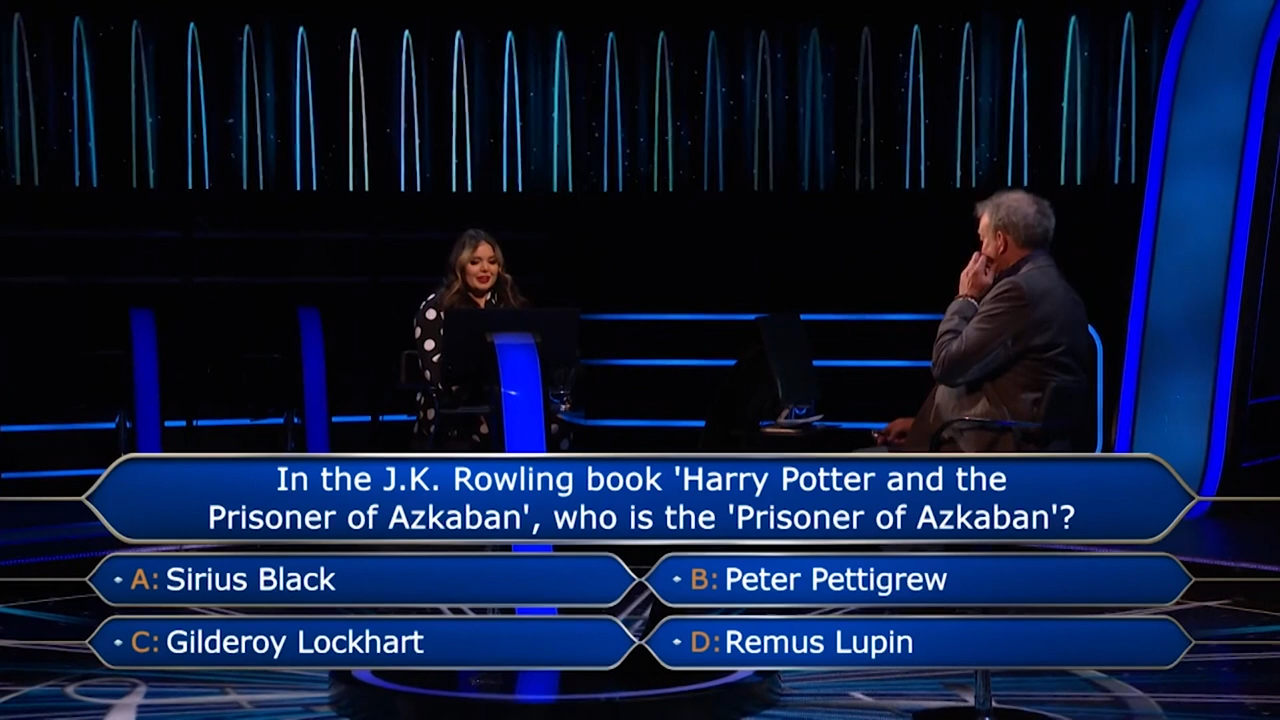 In the J.K. Rowling book 'Harry Potter and the
Prisoner of Azkaban', who is the 'Prisoner of Azkaban'?
A: Sirius Black
B: Peter Pettigrew
C: Gilderoy Lockhart
D: Remus Lupin